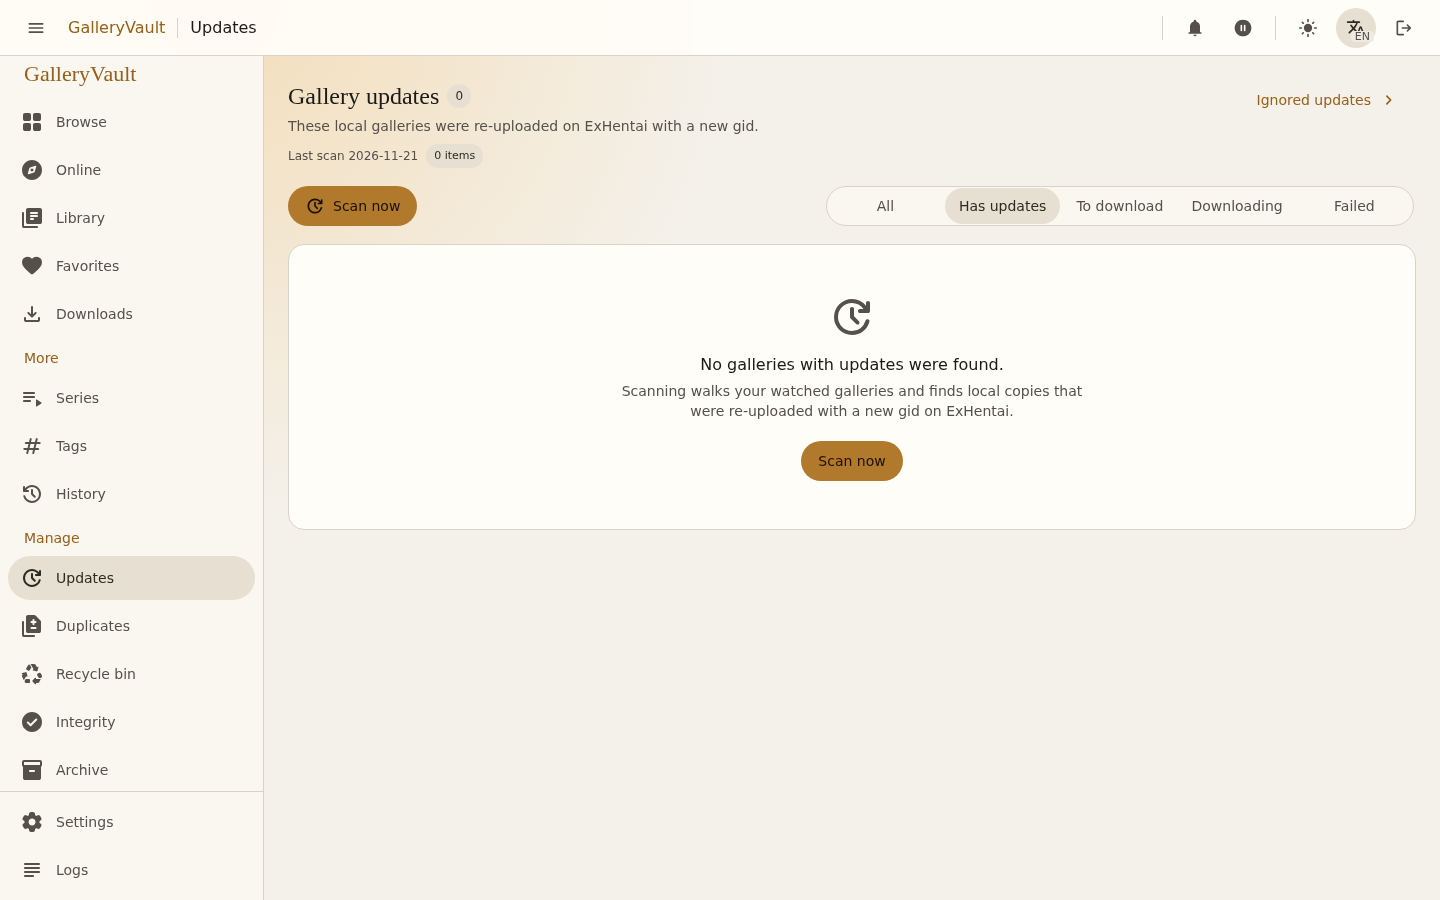 GalleryVault
Updates
EN
GalleryVault
Browse
Online
Library
Favorites
Downloads
More
Series
Tags
History
Manage
Updates
Duplicates
Recycle bin
Integrity
Archive
Settings
Logs
Gallery updates 0
These local galleries were re-uploaded on ExHentai with a new gid.
Last scan 2026-11-21 0 items
Ignored updates
Scan now
All Has updates To download Downloading Failed
No galleries with updates were found.
Scanning walks your watched galleries and finds local copies that
were re-uploaded with a new gid on ExHentai.
Scan now